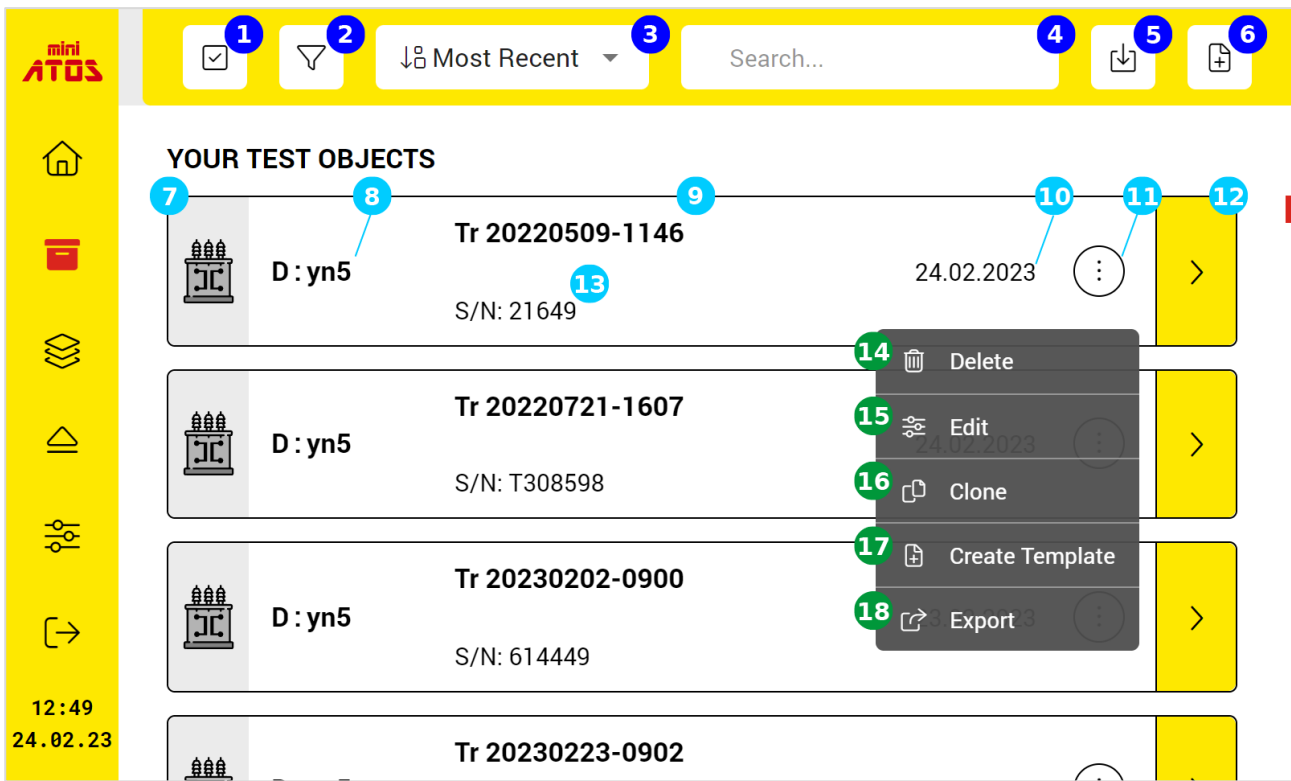 mini
ATOS
1
2
3
4
5
6
Most Recent
Search...
YOUR TEST OBJECTS
7
8
9
10
11
12
Tr 20220509-1146
D : yn5
24.02.2023
13
S/N: 21649
14
Delete
Tr 20220721-1607
15
Edit
D : yn5
24.02.2023
S/N: T308598
16
Clone
17
Create Template
Tr 20230202-0900
D : yn5
18
Export
S/N: 614449
12:49
24.02.23
Tr 20230223-0902